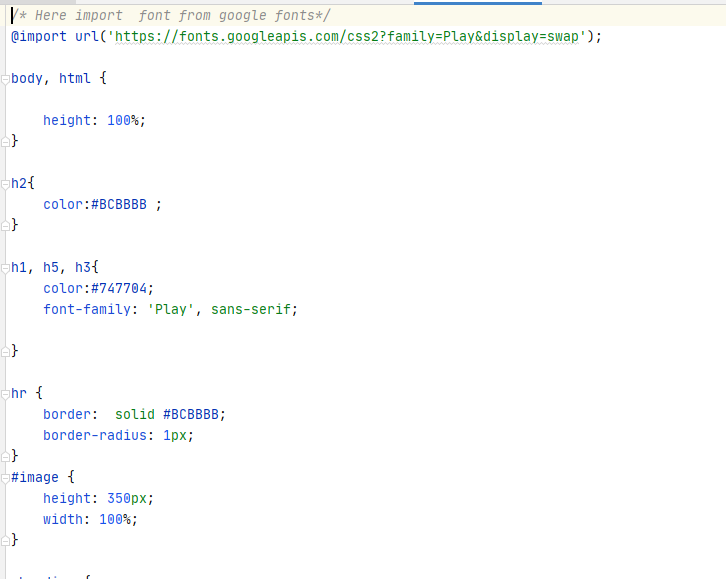 /* Here import  font from google fonts*/
@import url('https://fonts.googleapis.com/css2?family=Play&display=swap');
body, html {
    height: 100%;
}
h2{
    color:#BCBBBB ;
}
h1, h5, h3{
    color:#747704;
    font-family: 'Play', sans-serif;
}
hr {
    border:  solid #BCBBBB;
    border-radius: 1px;
}
#image {
    height: 350px;
    width: 100%;
}